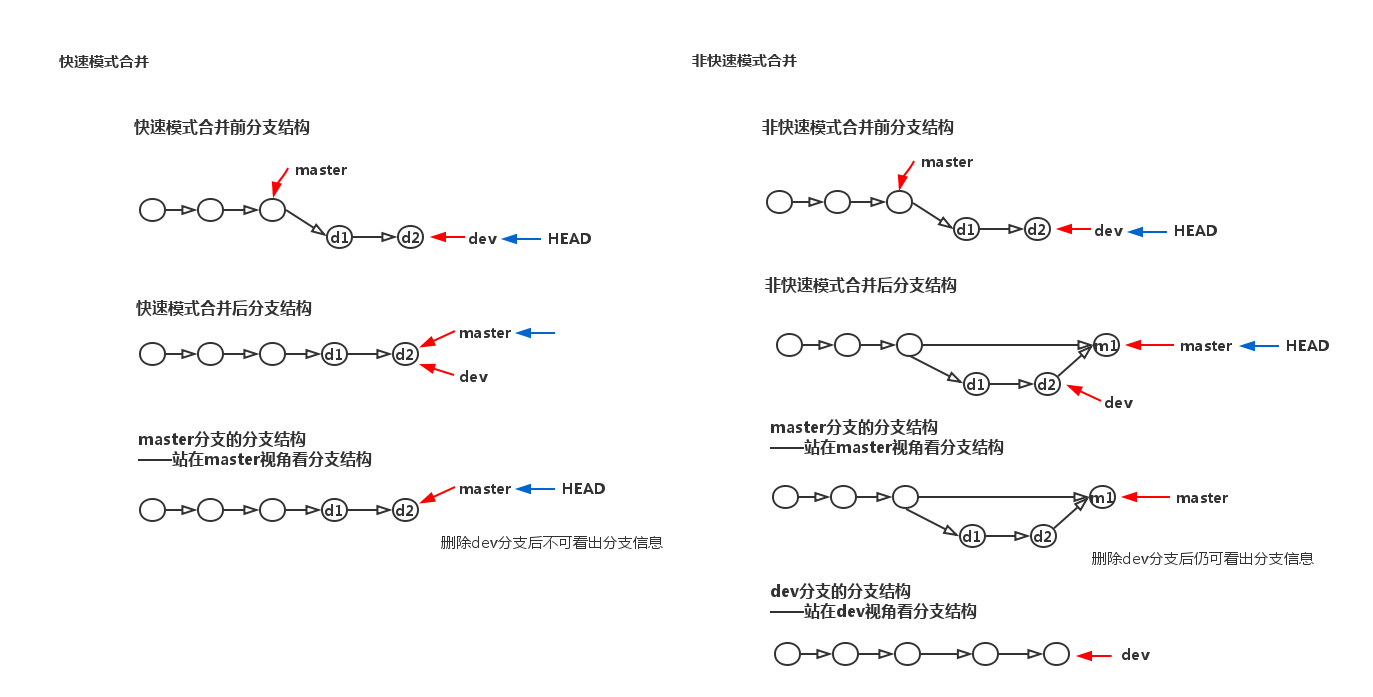 快速模式合并
快速模式合并前分支结构
master
d1
d2
dev
HEAD
快速模式合并后分支结构
master
d1
d2
dev
master分支的分支结构
——站在master视角看分支结构
master
HEAD
d1
d2
删除dev分支后不可看出分支信息
非快速模式合并
非快速模式合并前分支结构
master
d1
d2
dev
HEAD
非快速模式合并后分支结构
m1
master
HEAD
d1
d2
dev
master分支的分支结构
——站在master视角看分支结构
m1
master
d1
d2
删除dev分支后仍可看出分支信息
dev分支的分支结构
——站在dev视角看分支结构
dev